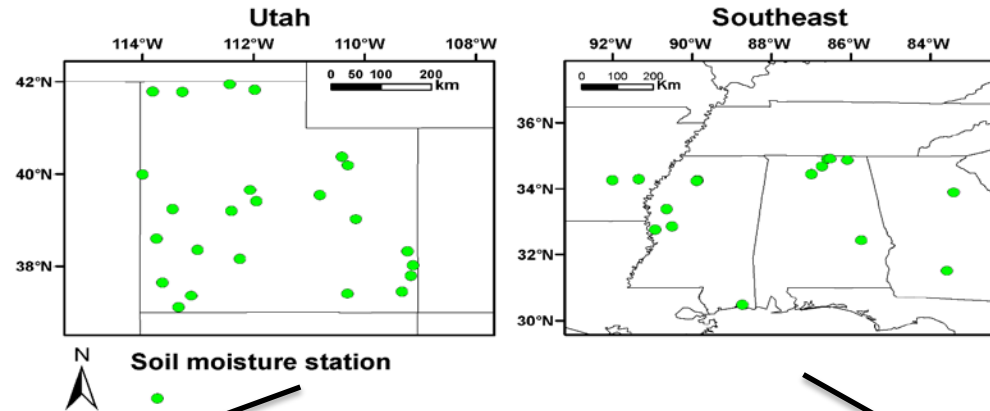 Utah
114°W 112°W 110°W 108°W
42°N
40°N
38°N
0 50 100 200
km
Southeast
92°W 90°W 88°W 86°W 84°W
0 100 200
Km
36°N
34°N
32°N
30°N
N
Soil moisture station